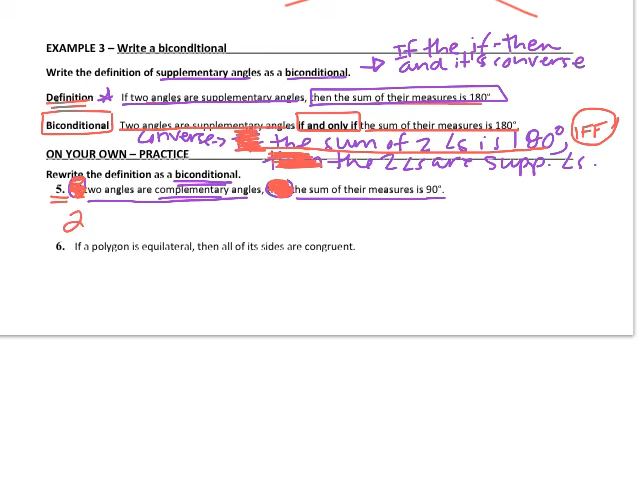 EXAMPLE 3 – Write a biconditional
If the if-then
and it's converse
Write the definition of supplementary angles as a biconditional.
Definition If two angles are supplementary angles, then the sum of their measures is 180°
Biconditional Two angles are supplementary angles if and only if the sum of their measures is 180°
IFF
converse the sum of 2 ∠s is 180°,
the 2 ∠s are supp. ∠s.
ON YOUR OWN – PRACTICE
Rewrite the definition as a biconditional.
5. two angles are complementary angles, the sum of their measures is 90°.
2
6. If a polygon is equilateral, then all of its sides are congruent.